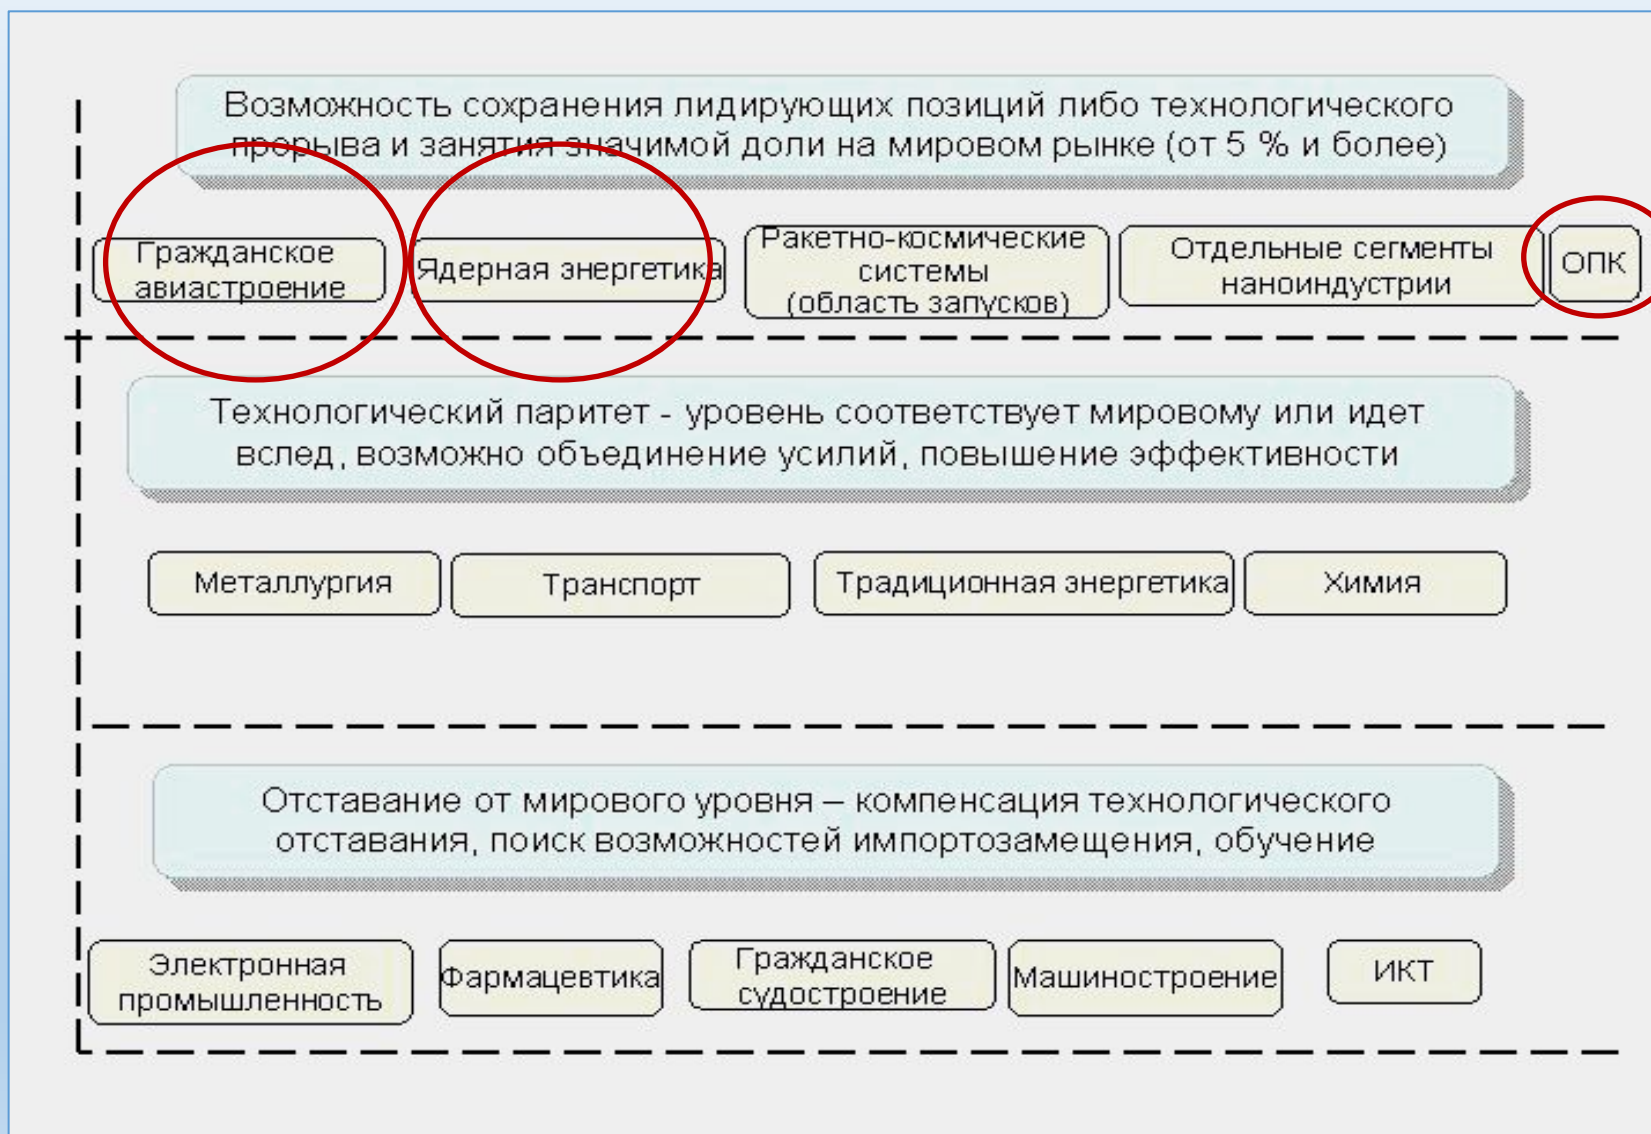 Возможность сохранения лидирующих позиций либо технологического
прорыва и занятия значимой доли на мировом рынке (от 5 % и более)
Гражданское
авиастроение
Ядерная энергетика
Ракетно-космические
системы
(область запусков)
Отдельные сегменты
наноиндустрии
ОПК
Технологический паритет - уровень соответствует мировому или идет
вслед, возможно объединение усилий, повышение эффективности
Металлургия
Транспорт
Традиционная энергетика
Химия
Отставание от мирового уровня – компенсация технологического
отставания, поиск возможностей импортозамещения, обучение
Электронная
промышленность
Фармацевтика
Гражданское
судостроение
Машиностроение
ИКТ